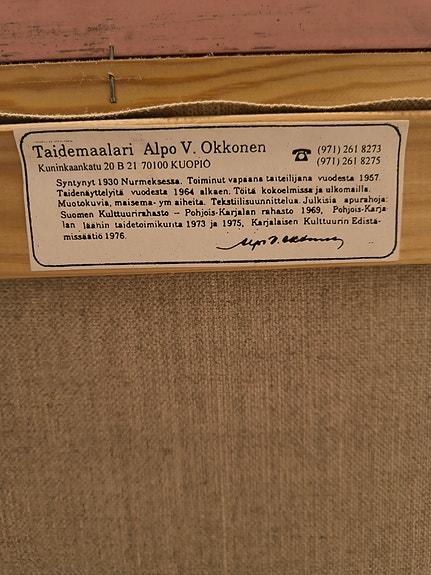 Taidemaalari Alpo V. Okkonen
Kuninkaankatu 20 B 21 70100 KUOPIO
☎ (971) 261 8273
(971) 261 8275
Syntynyt 1930 Nurmeksessa. Toiminut vapaana taiteilijana vuodesta 1957.
Taidenäyttelyitä vuodesta 1964 alkaen. Töitä kokoelmissa ja ulkomailla.
Muotokuvia, maisema- ym aiheita. Tekstiilisuunnittelua. Julkisia apurahoja:
Suomen Kulttuurirahasto - Pohjois-Karjalan rahasto 1969, Pohjois-Karja-
lan läänin taidetoimikunta 1973 ja 1975, Karjalaisen Kulttuurin Edistä-
missäätiö 1976.
Alpo V. Okkonen